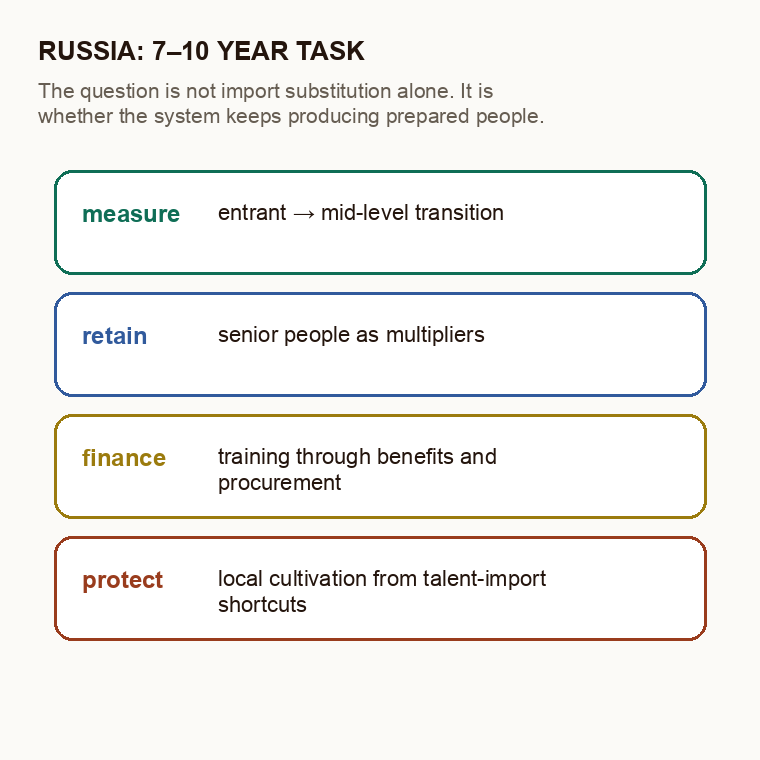 RUSSIA: 7–10 YEAR TASK
The question is not import substitution alone. It is
whether the system keeps producing prepared people.
measure entrant → mid-level transition
retain senior people as multipliers
finance training through benefits and
procurement
protect local cultivation from talent-import
shortcuts